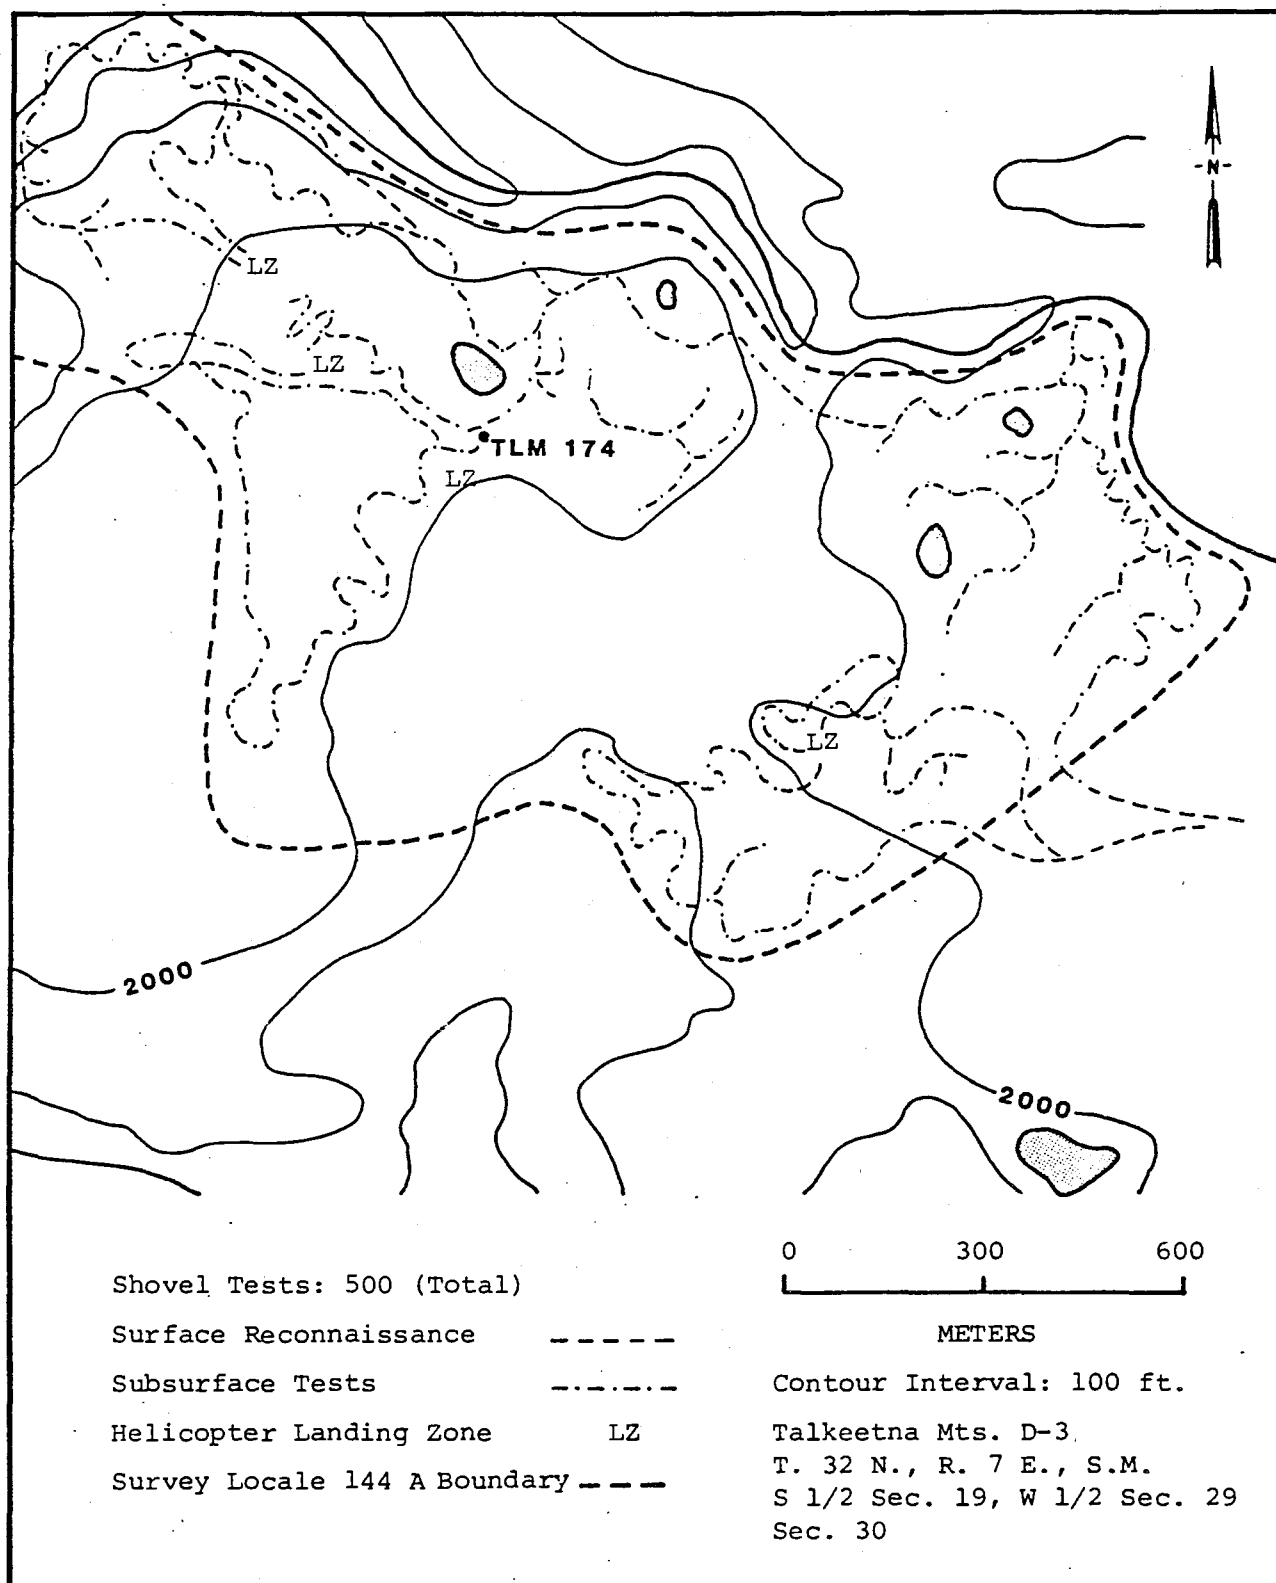 N
LZ
LZ
TLM 174
LZ
LZ
2000
2000
0 300 600
METERS
Shovel Tests: 500 (Total)
Surface Reconnaissance
Subsurface Tests
Helicopter Landing Zone LZ
Survey Locale 144 A Boundary
Contour Interval: 100 ft.
Talkeetna Mts. D-3
T. 32 N., R. 7 E., S.M.
S 1/2 Sec. 19, W 1/2 Sec. 29
Sec. 30